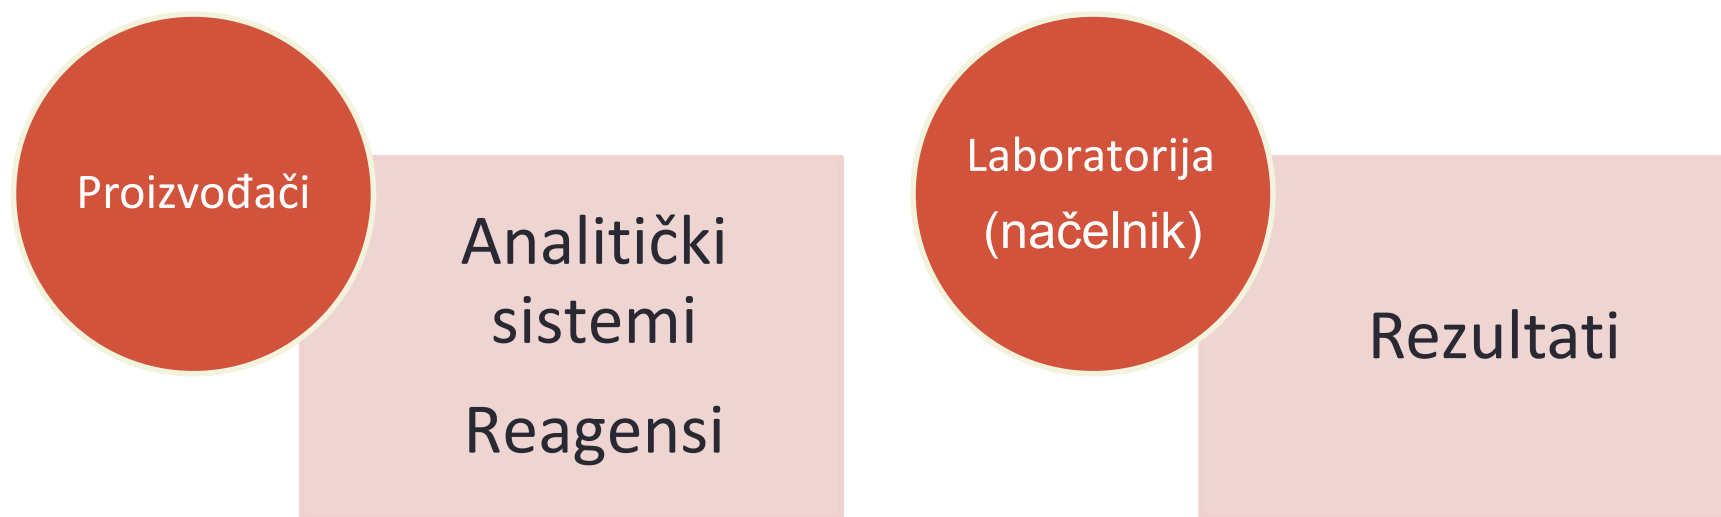 Proizvođači
Analitički
sistemi
Reagensi
Laboratorija
(načelnik)
Rezultati